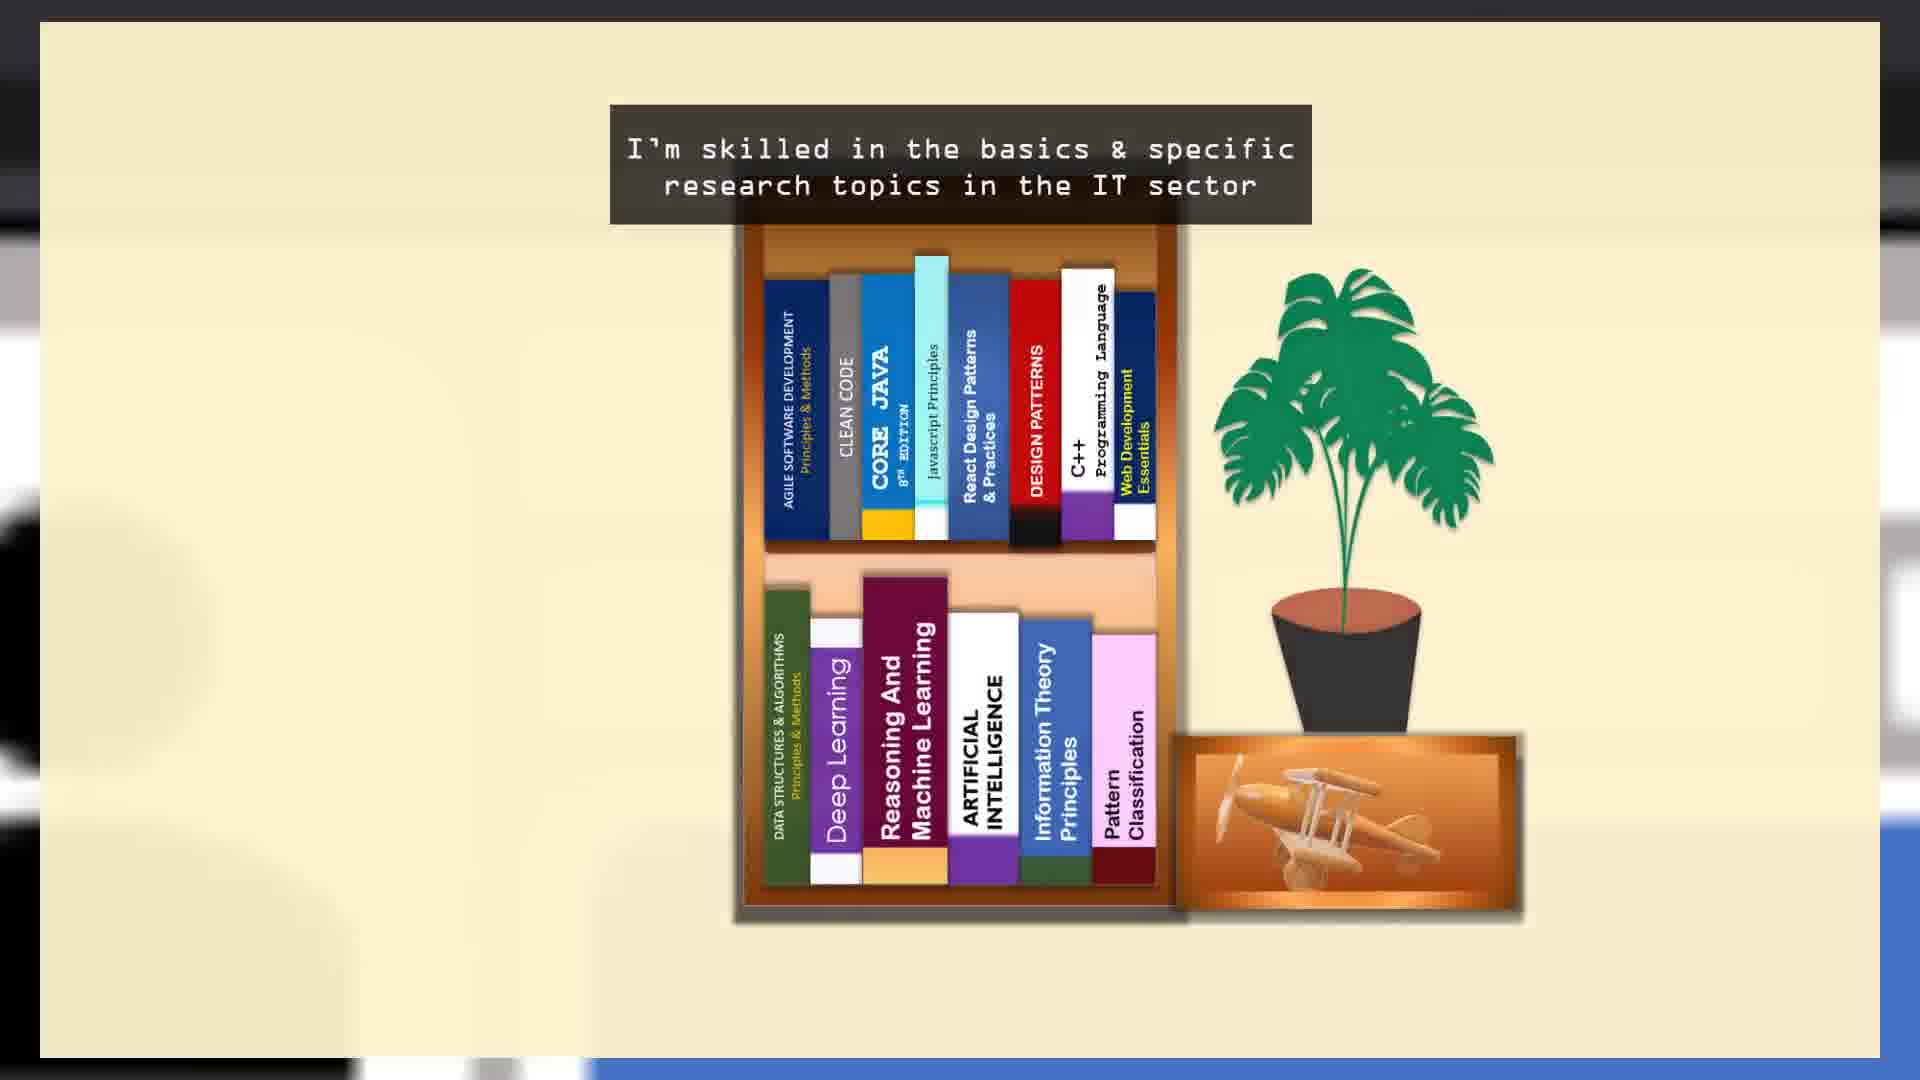 I'm skilled in the basics & specific
research topics in the IT sector
AGILE SOFTWARE DEVELOPMENT
Principles & Methods
CLEAN CODE
CORE JAVA
8TH EDITION
Javascript Principles
React Design Patterns
& Practices
DESIGN PATTERNS
C++
Programming Language
Web Development
Essentials
DATA STRUCTURES & ALGORITHMS
Principles & Methods
Deep Learning
Reasoning And
Machine Learning
ARTIFICIAL
INTELLIGENCE
Information Theory
Principles
Pattern
Classification